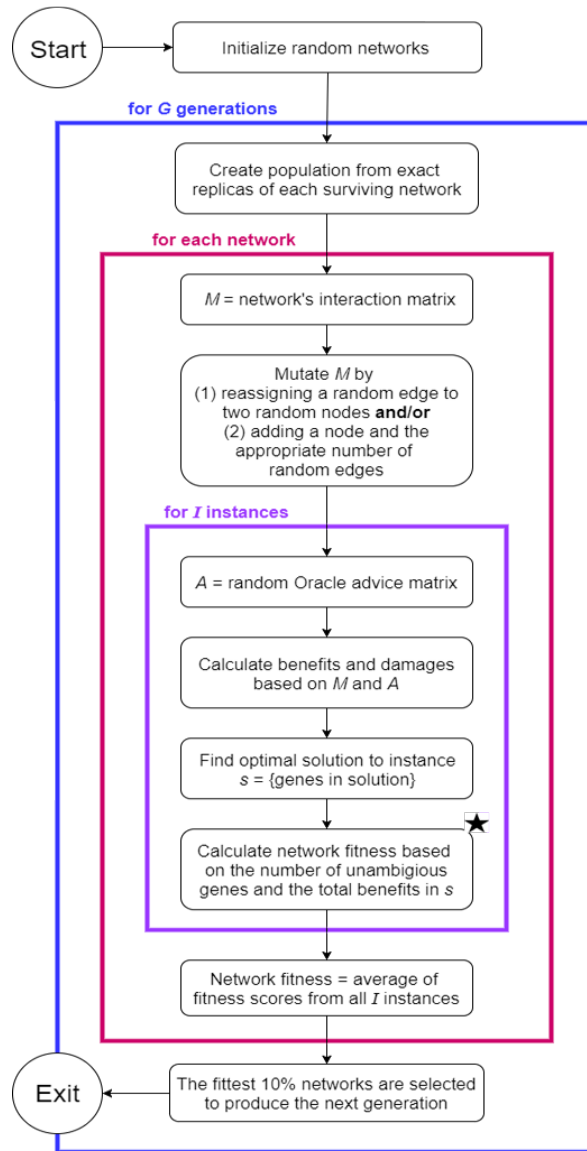 Start
Initialize random networks
for G generations
Create population from exact
replicas of each surviving network
for each network
M = network's interaction matrix
Mutate M by
(1) reassigning a random edge to
two random nodes and/or
(2) adding a node and the
appropriate number of
random edges
for I instances
A = random Oracle advice matrix
Calculate benefits and damages
based on M and A
Find optimal solution to instance
s = {genes in solution}
Calculate network fitness based
on the number of unambigious
genes and the total benefits in s
Network fitness = average of
fitness scores from all I instances
Exit
The fittest 10% networks are selected
to produce the next generation